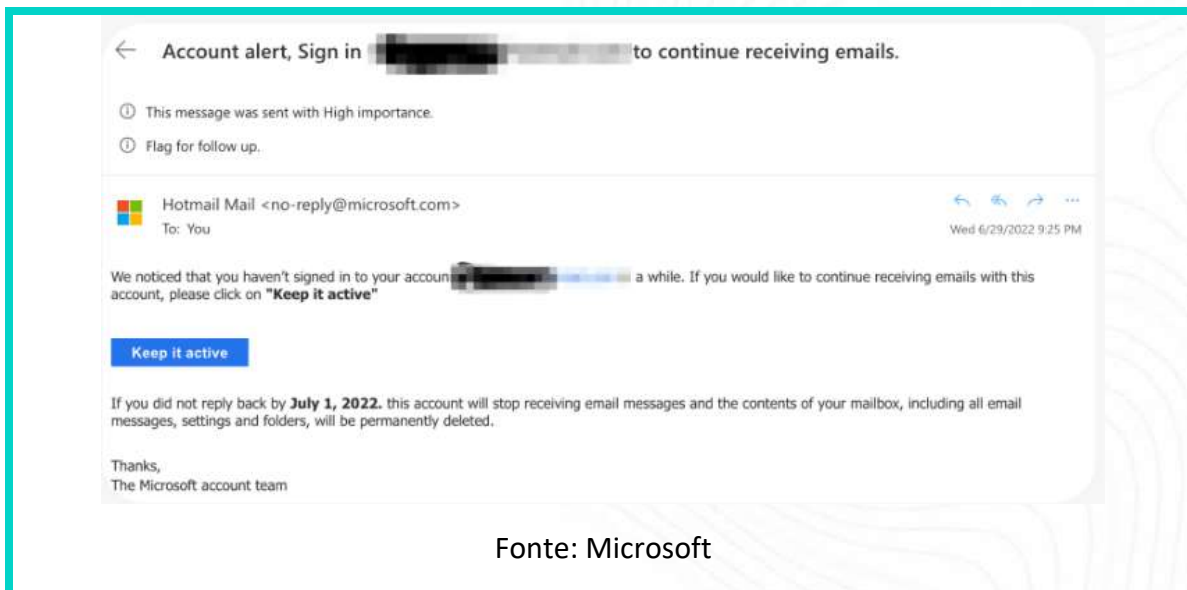 Account alert, Sign in to continue receiving emails.
This message was sent with High importance.
Flag for follow up.
Hotmail Mail <no-reply@microsoft.com>
To: You
Wed 6/29/2022 9:25 PM
We noticed that you haven't signed in to your accoun a while. If you would like to continue receiving emails with this
account, please click on "Keep it active"
Keep it active
If you did not reply back by July 1, 2022. this account will stop receiving email messages and the contents of your mailbox, including all email
messages, settings and folders, will be permanently deleted.
Thanks,
The Microsoft account team
Fonte: Microsoft